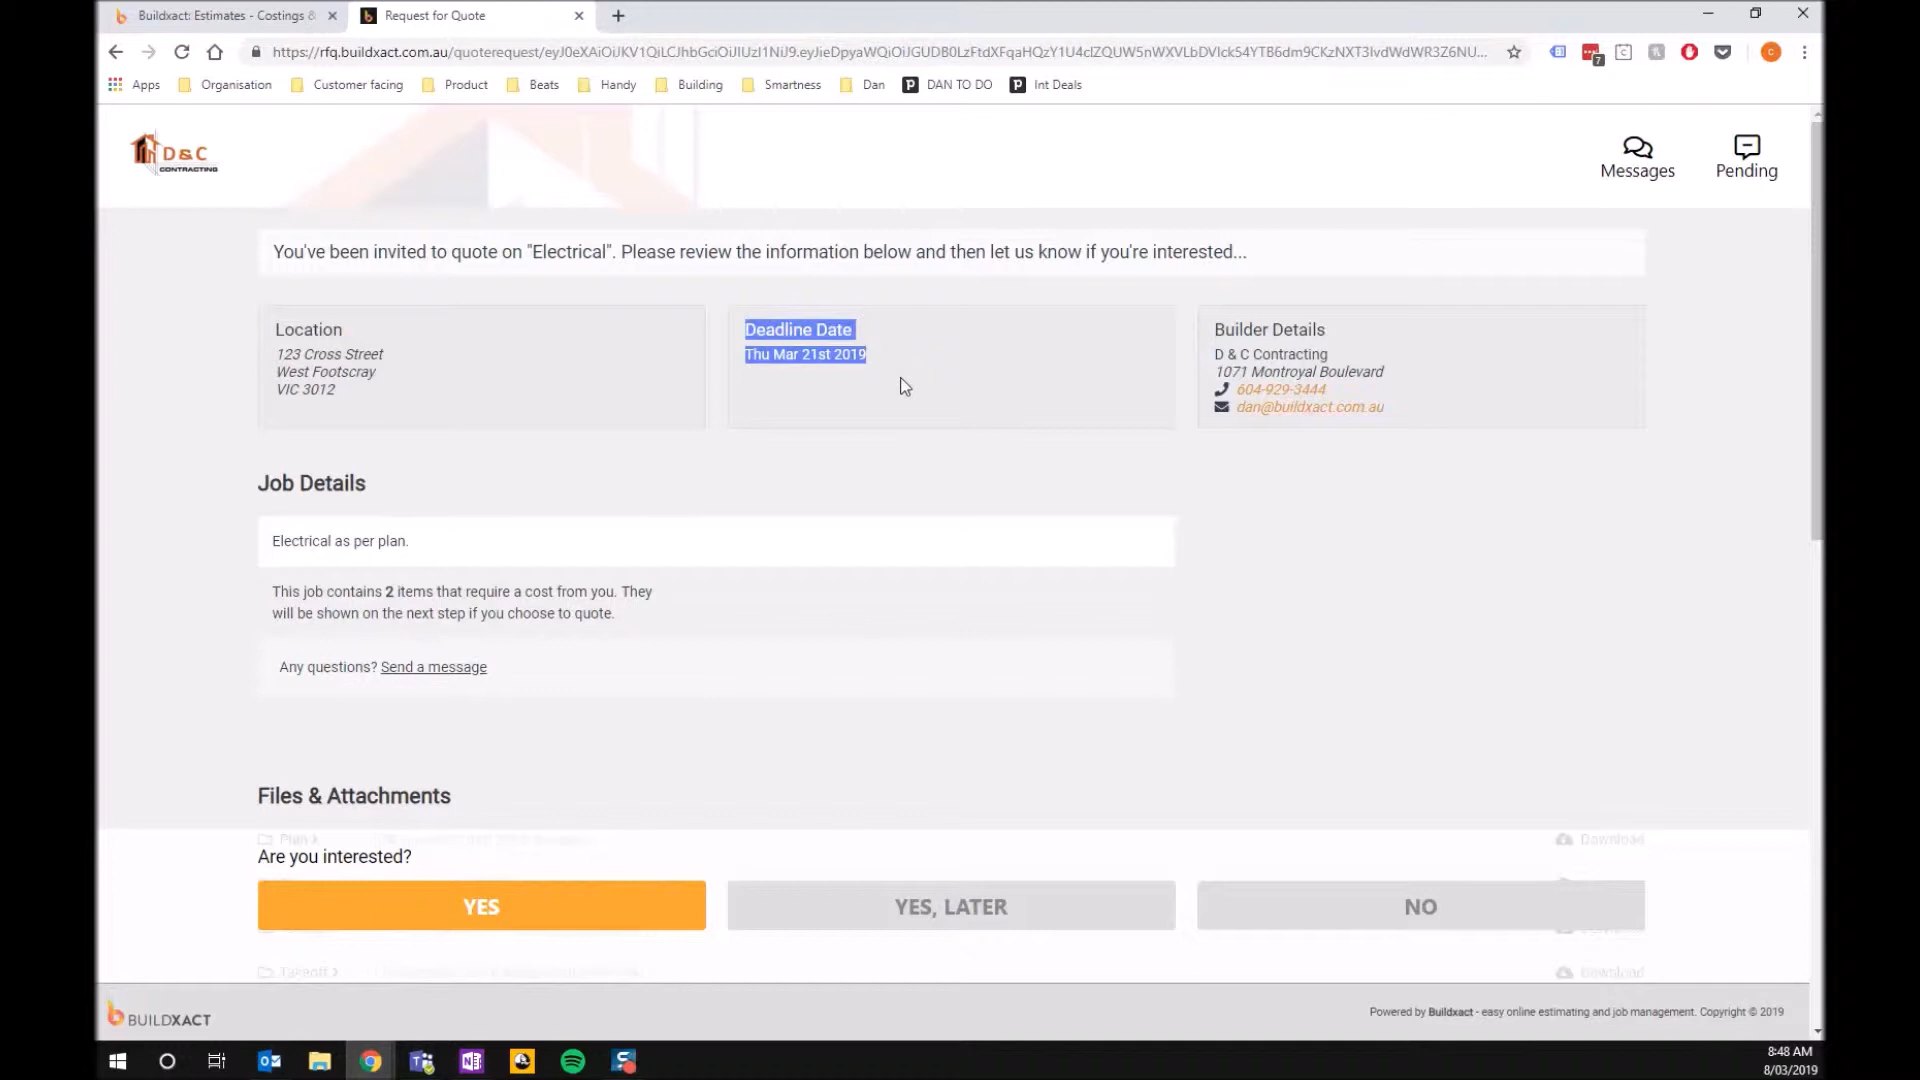 Buildxact: Estimates - Costings &
Request for Quote
https://rfq.buildxact.com.au/quoterequest/
7
C
Apps
Organisation
Customer facing
Product
Beats
Handy
Building
Smartness
Dan
DAN TO DO
Int Deals
D & C
CONTRACTING
Messages
Pending
You've been invited to quote on "Electrical". Please review the information below and then let us know if you're interested...
Location
123 Cross Street
West Footscray
VIC 3012
Deadline Date
Thu Mar 21st 2019
Builder Details
D & C Contracting
1071 Montroyal Boulevard
604-929-3444
dan@buildxact.com.au
Job Details
Electrical as per plan.
This job contains 2 items that require a cost from you. They
will be shown on the next step if you choose to quote.
Any questions? Send a message
Files & Attachments
Plan
Download
Are you interested?
YES
YES, LATER
NO
Takeoff
Download
BUILDXACT
Powered by Buildxact - easy online estimating and job management. Copyright © 2019
8:48 AM
8/03/2019